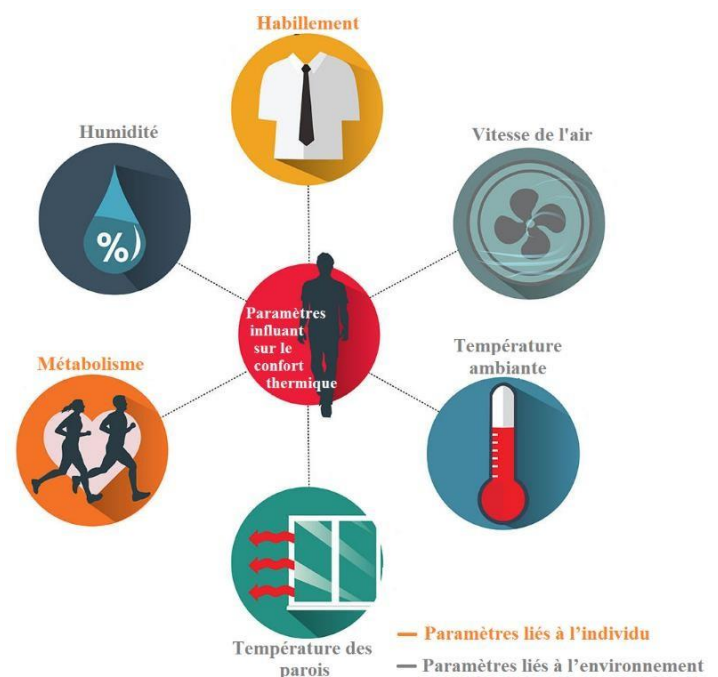 Habillement
Humidité
Vitesse de l'air
%
Paramètres
influant
sur le
confort
thermique
Métabolisme
Température
ambiante
Température des
parois
Paramètres liés à l’individu
Paramètres liés à l’environnement